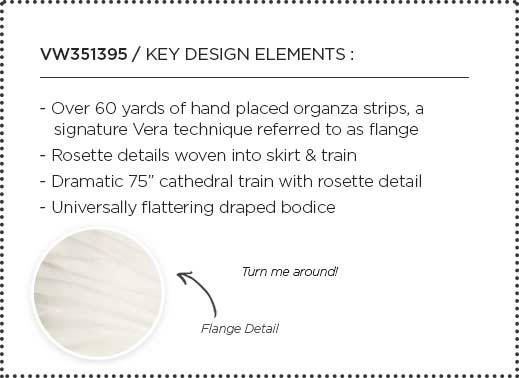 VW351395 / KEY DESIGN ELEMENTS :
- Over 60 yards of hand placed organza strips, a
signature Vera technique referred to as flange
- Rosette details woven into skirt & train
- Dramatic 75” cathedral train with rosette detail
- Universally flattering draped bodice
Turn me around!
Flange Detail